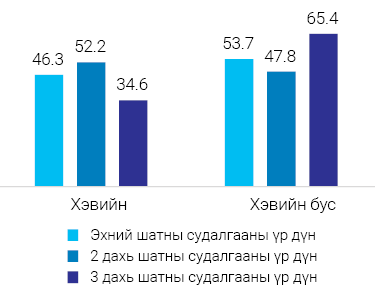 46.3 52.2 34.6 53.7 47.8 65.4
Хэвийн Хэвийн бус
Эхний шатны судалгааны үр дүн
2 дахь шатны судалгааны үр дүн
3 дахь шатны судалгааны үр дүн